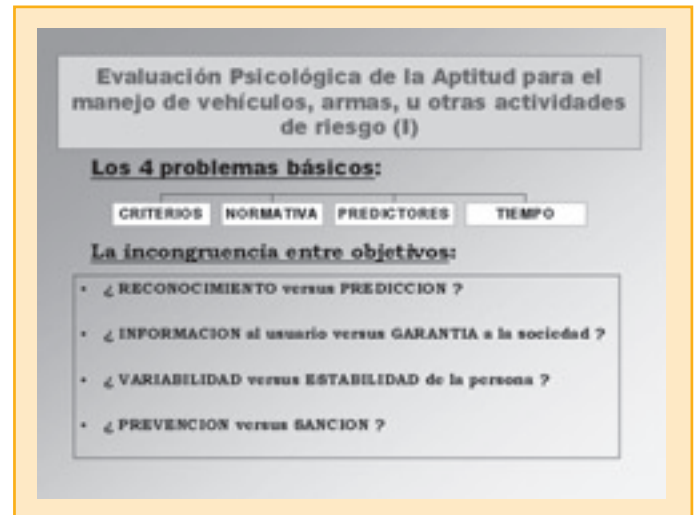 Evaluación Psicológica de la Aptitud para el
manejo de vehículos, armas, u otras actividades
de riesgo (I)
Los 4 problemas básicos:
CRITERIOS NORMATIVA PREDICTORES TIEMPO
La incongruencia entre objetivos:
• ¿ RECONOCIMIENTO versus PREDICCION ?
• ¿ INFORMACION al usuario versus GARANTIA a la sociedad ?
• ¿ VARIABILIDAD versus ESTABILIDAD de la persona ?
• ¿ PREVENCION versus SANCION ?